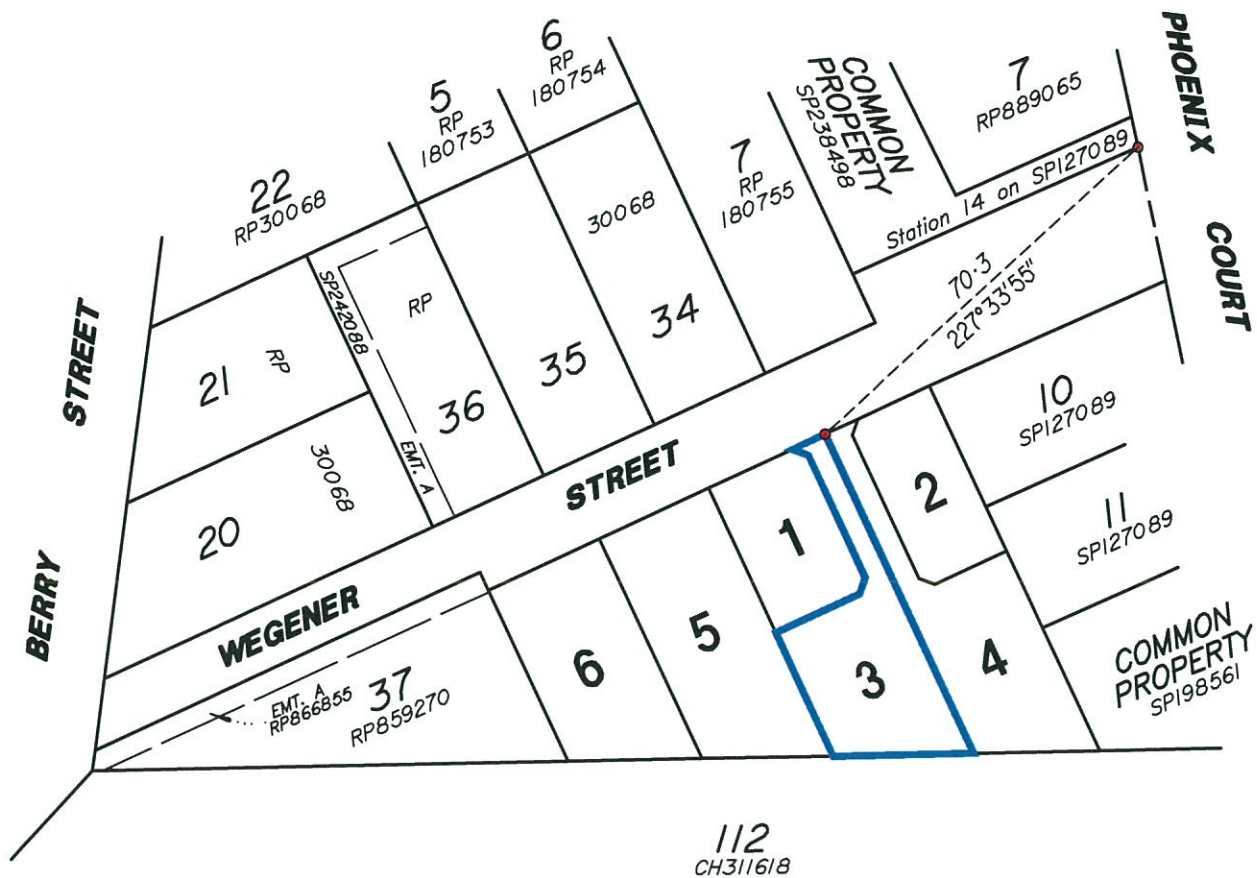 PHOENIX
COURT
6
RP
180754
5
RP
180753
COMMON
PROPERTY
SP238498
7
RP889065
22
RP30068
7
RP
180755
30068
Station 14 on SP127089
70·3
227°33'55"
STREET
BERRY
SP242088
RP
34
35
36
21
RP
EMT. A
30068
20
10
SP127089
11
SP127089
STREET
WEGENER
2
1
5
6
3
4
COMMON
PROPERTY
SP198561
EMT. A
RP866855
37
RP859270
112
CH311618